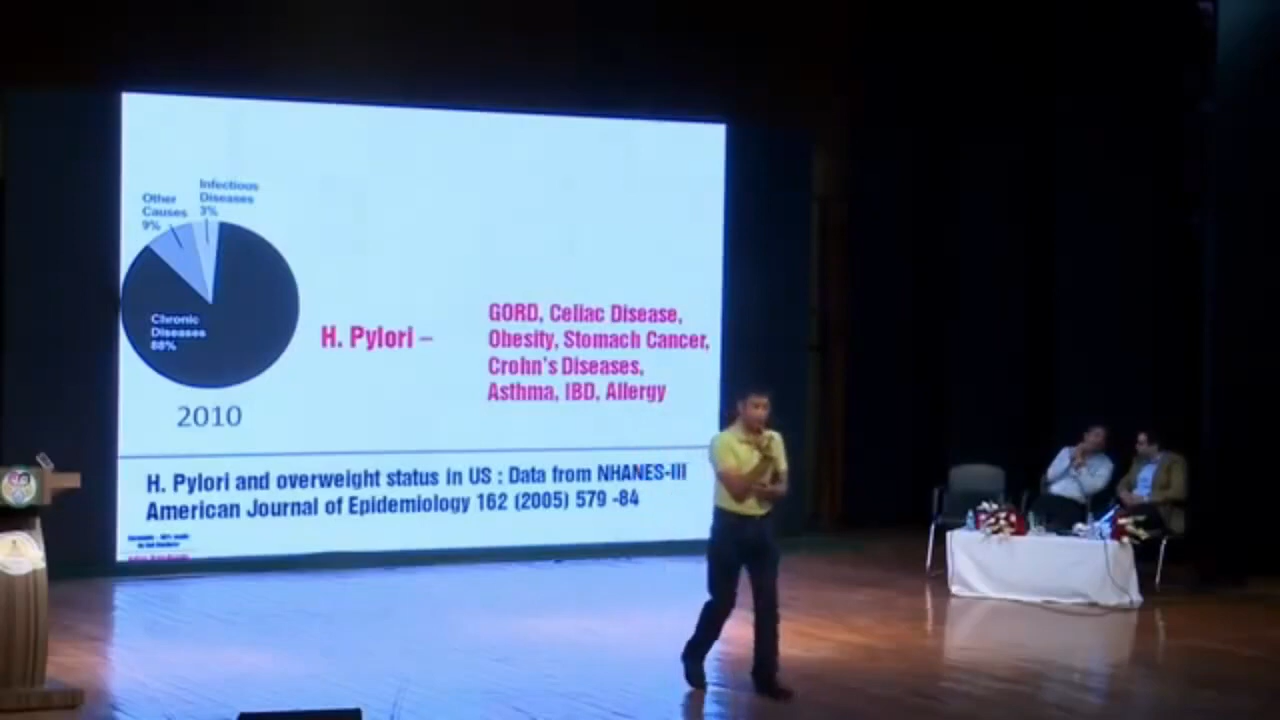 Infectious
Diseases
3%
Other
Causes
9%
Chronic
Diseases
88%
2010
H. Pylori –
GORD, Celiac Disease,
Obesity, Stomach Cancer,
Crohn's Diseases,
Asthma, IBD, Allergy
H. Pylori and overweight status in US : Data from NHANES-III
American Journal of Epidemiology 162 (2005) 579 -84